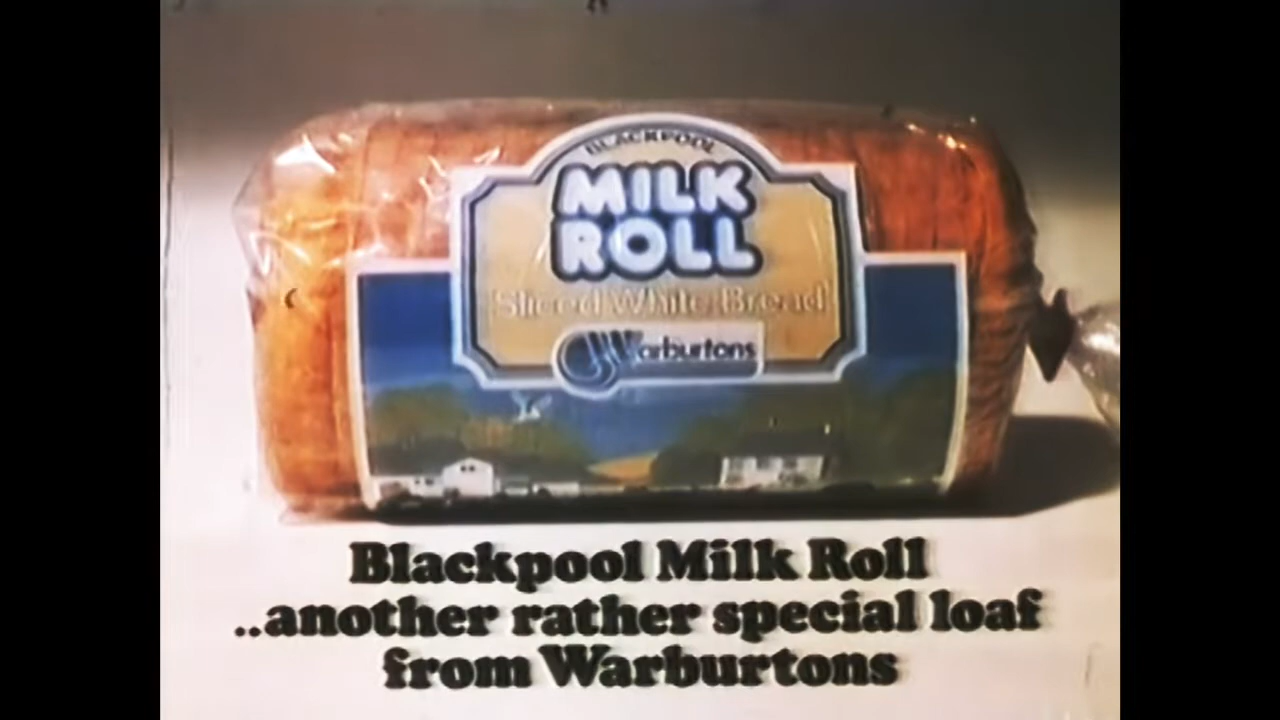 BLACKPOOL
MILK
ROLL
Sliced White Bread
Warburtons
Blackpool Milk Roll
..another rather special loaf
from Warburtons